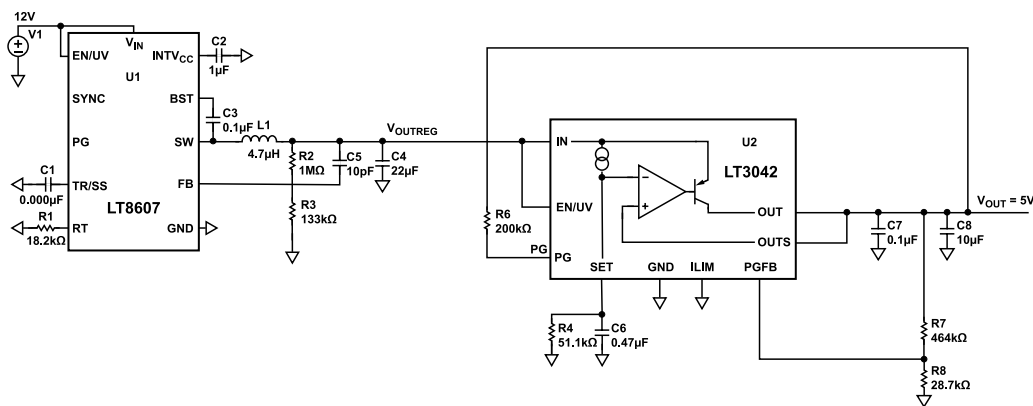 12V
V1
VIN
EN/UV
INTVCC
C2
1µF
U1
SYNC
BST
C3
0.1µF
L1
PG
SW
4.7µH
VOUTREG
R2
1MΩ
C5
10pF
C4
22µF
C1
0.000µF
TR/SS
FB
LT8607
R1
18.2kΩ
RT
GND
R3
133kΩ
IN
U2
LT3042
−
+
EN/UV
OUT
OUTS
R6
200kΩ
PG
PG
SET
GND
ILIM
PGFB
VOUT = 5V
C7
0.1µF
C8
10µF
R4
51.1kΩ
C6
0.47µF
R7
464kΩ
R8
28.7kΩ